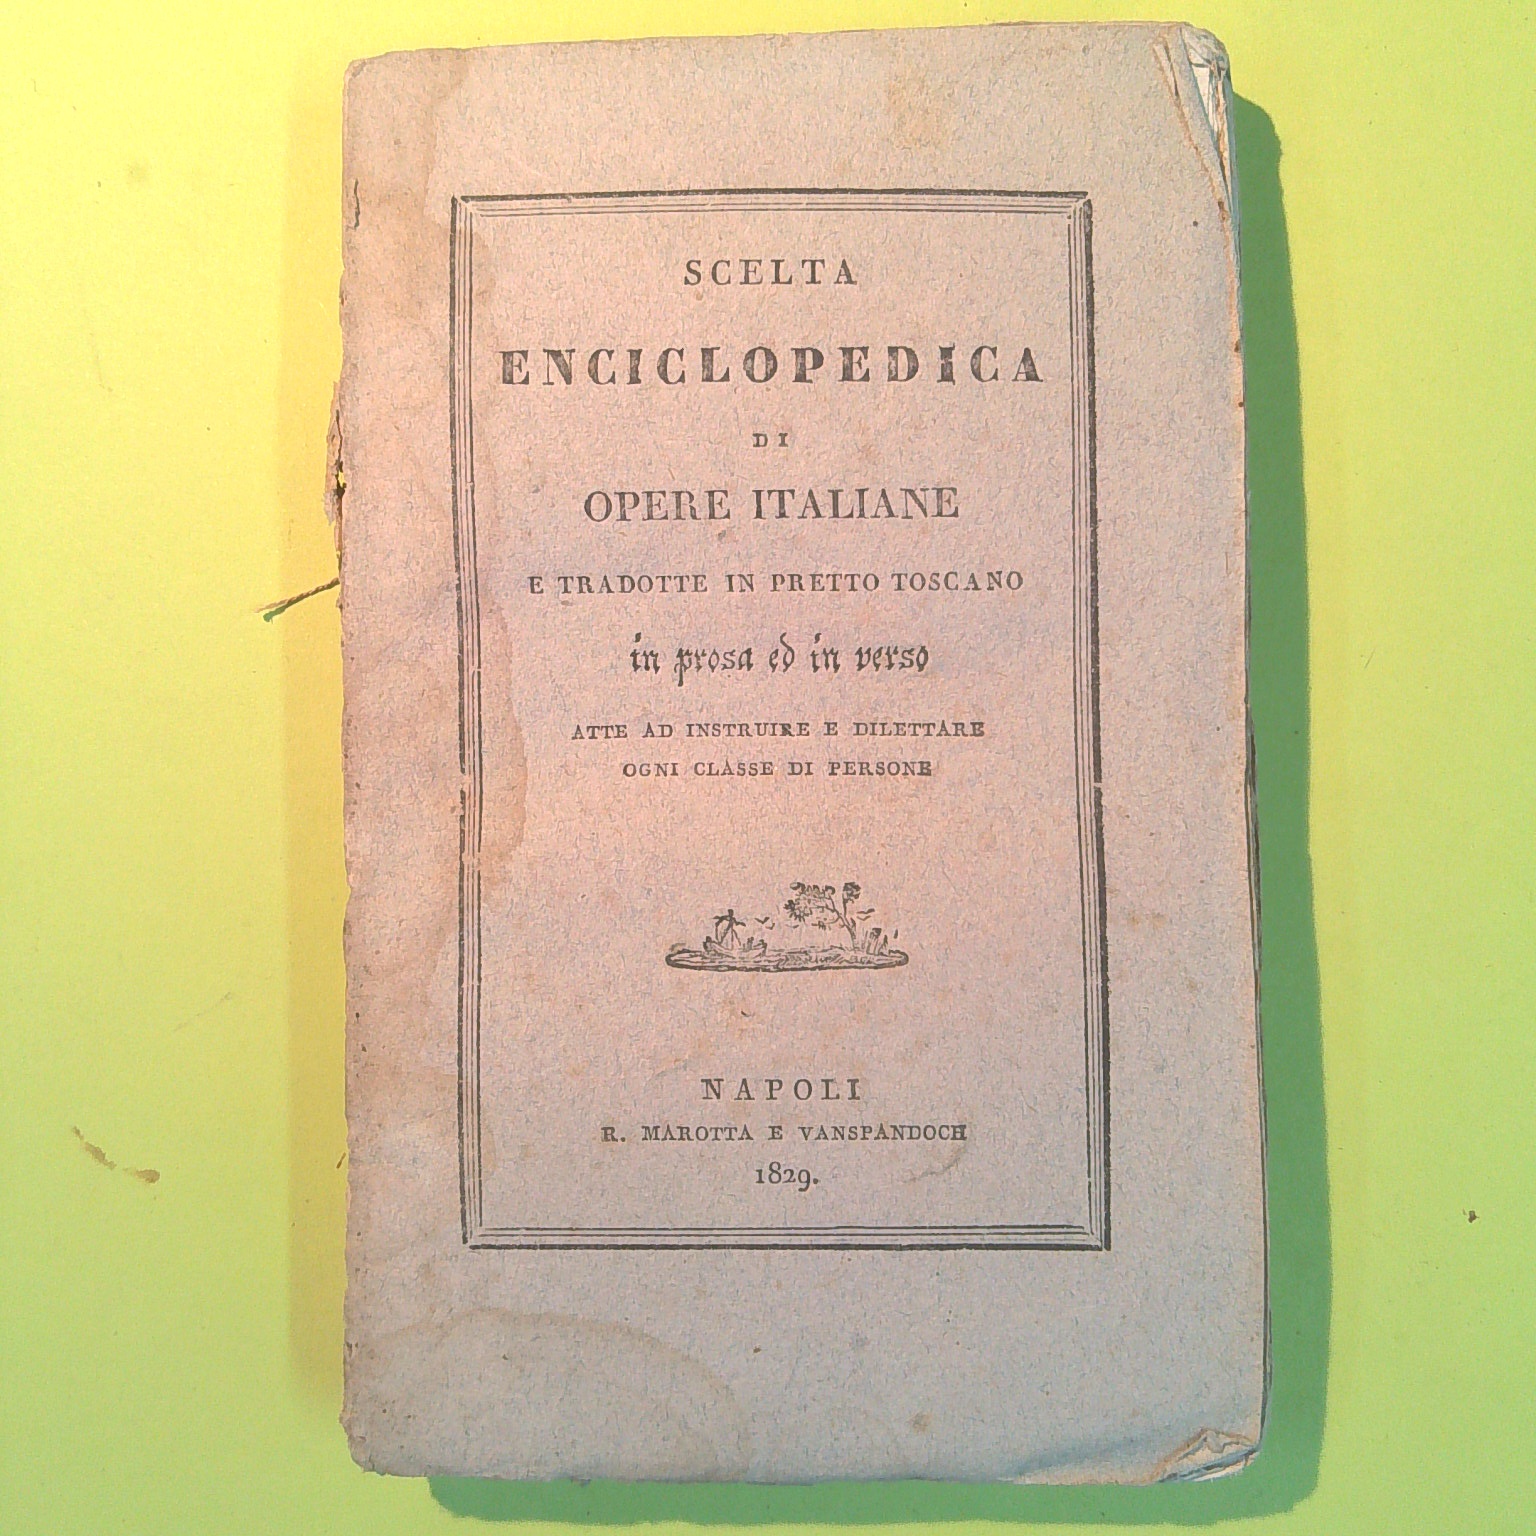 SCELTA
ENCICLOPEDICA
DI
OPERE ITALIANE
E TRADOTTE IN PRETTO TOSCANO
in prosa ed in verso
ATTE AD INSTRUIRE E DILETTARE
OGNI CLASSE DI PERSONE
NAPOLI
R. MAROTTA E VANSPANDOCH
1829.